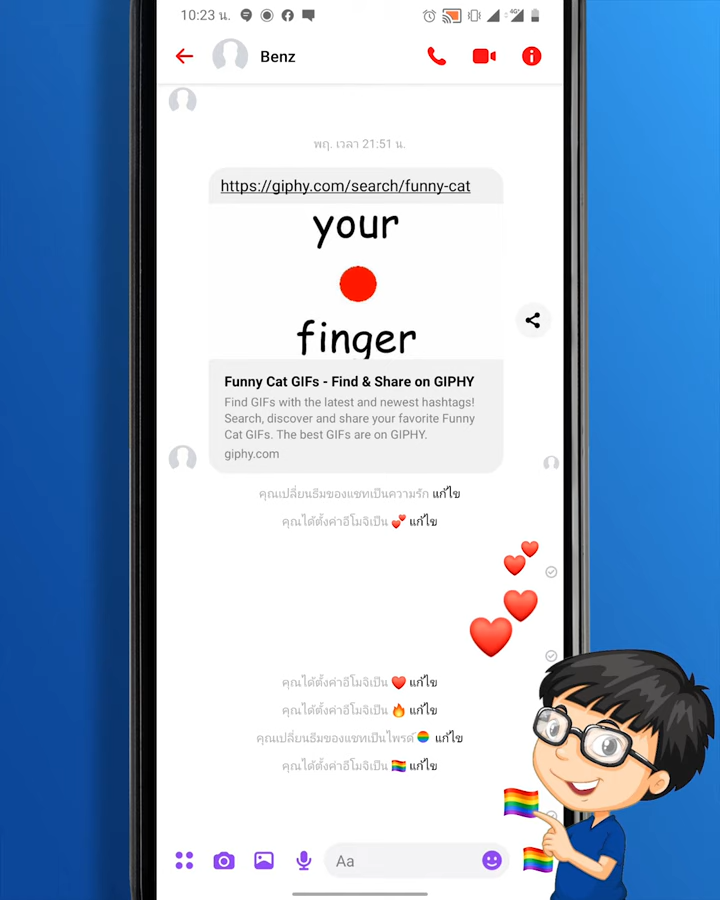 10:23 น.
4G
Benz
พฤ. เวลา 21:51 น.
https://giphy.com/search/funny-cat
your
finger
Funny Cat GIFs - Find & Share on GIPHY
Find GIFs with the latest and newest hashtags!
Search, discover and share your favorite Funny
Cat GIFs. The best GIFs are on GIPHY.
giphy.com
คุณเปลี่ยนธีมของแชทเป็นความรัก แก้ไข
คุณได้ตั้งค่าอีโมจิเป็น 💕 แก้ไข
คุณได้ตั้งค่าอีโมจิเป็น ❤️ แก้ไข
คุณได้ตั้งค่าอีโมจิเป็น 🔥 แก้ไข
คุณเปลี่ยนธีมของแชทเป็นไพรด์ แก้ไข
คุณได้ตั้งค่าอีโมจิเป็น 🏳️‍🌈 แก้ไข
Aa